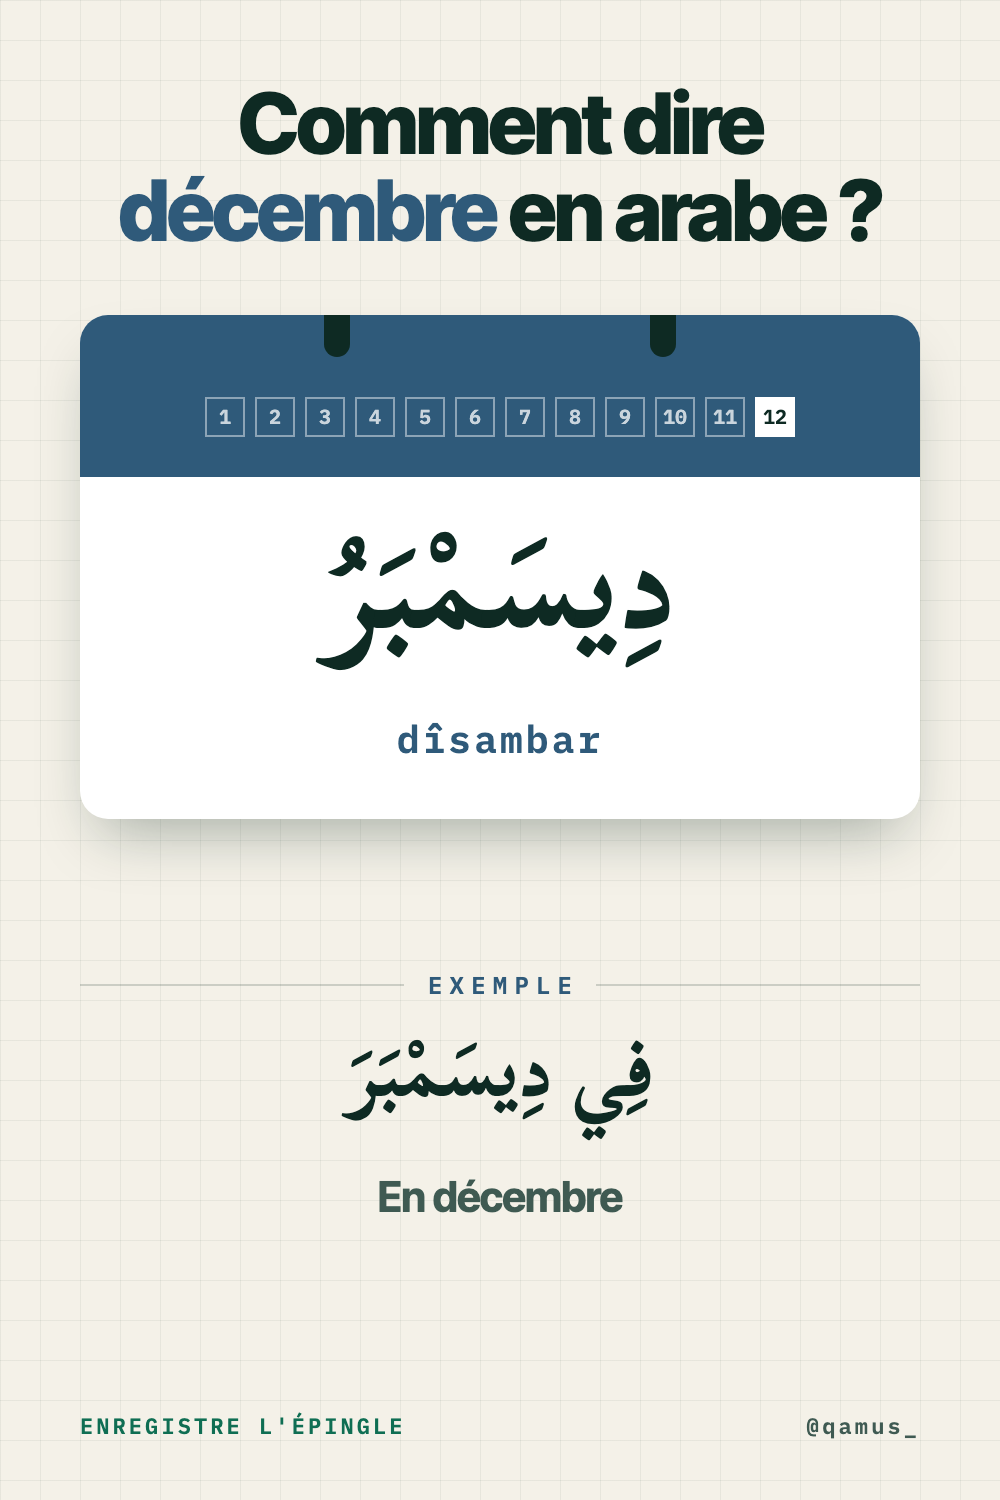 Comment dire
décembre en arabe ?
1 2 3 4 5 6 7 8 9 10 11 12
دِيسَمْبَرُ
dîsambar
EXEMPLE
فِي دِيسَمْبَرَ
En décembre
ENREGISTRE L'ÉPINGLE
@qamus_